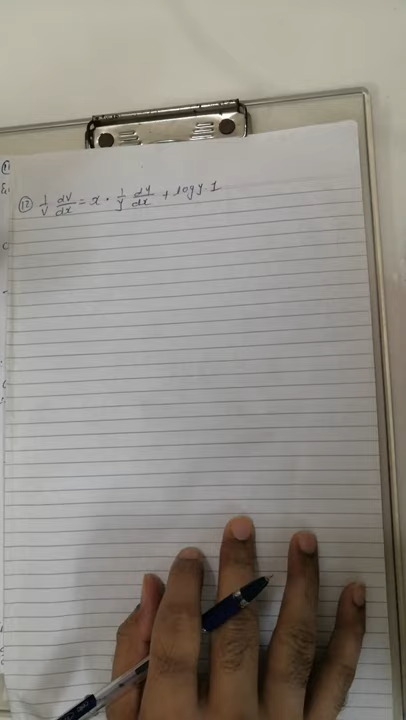 (12) 1/V dV/dx = x · 1/y dy/dx + log y · 1